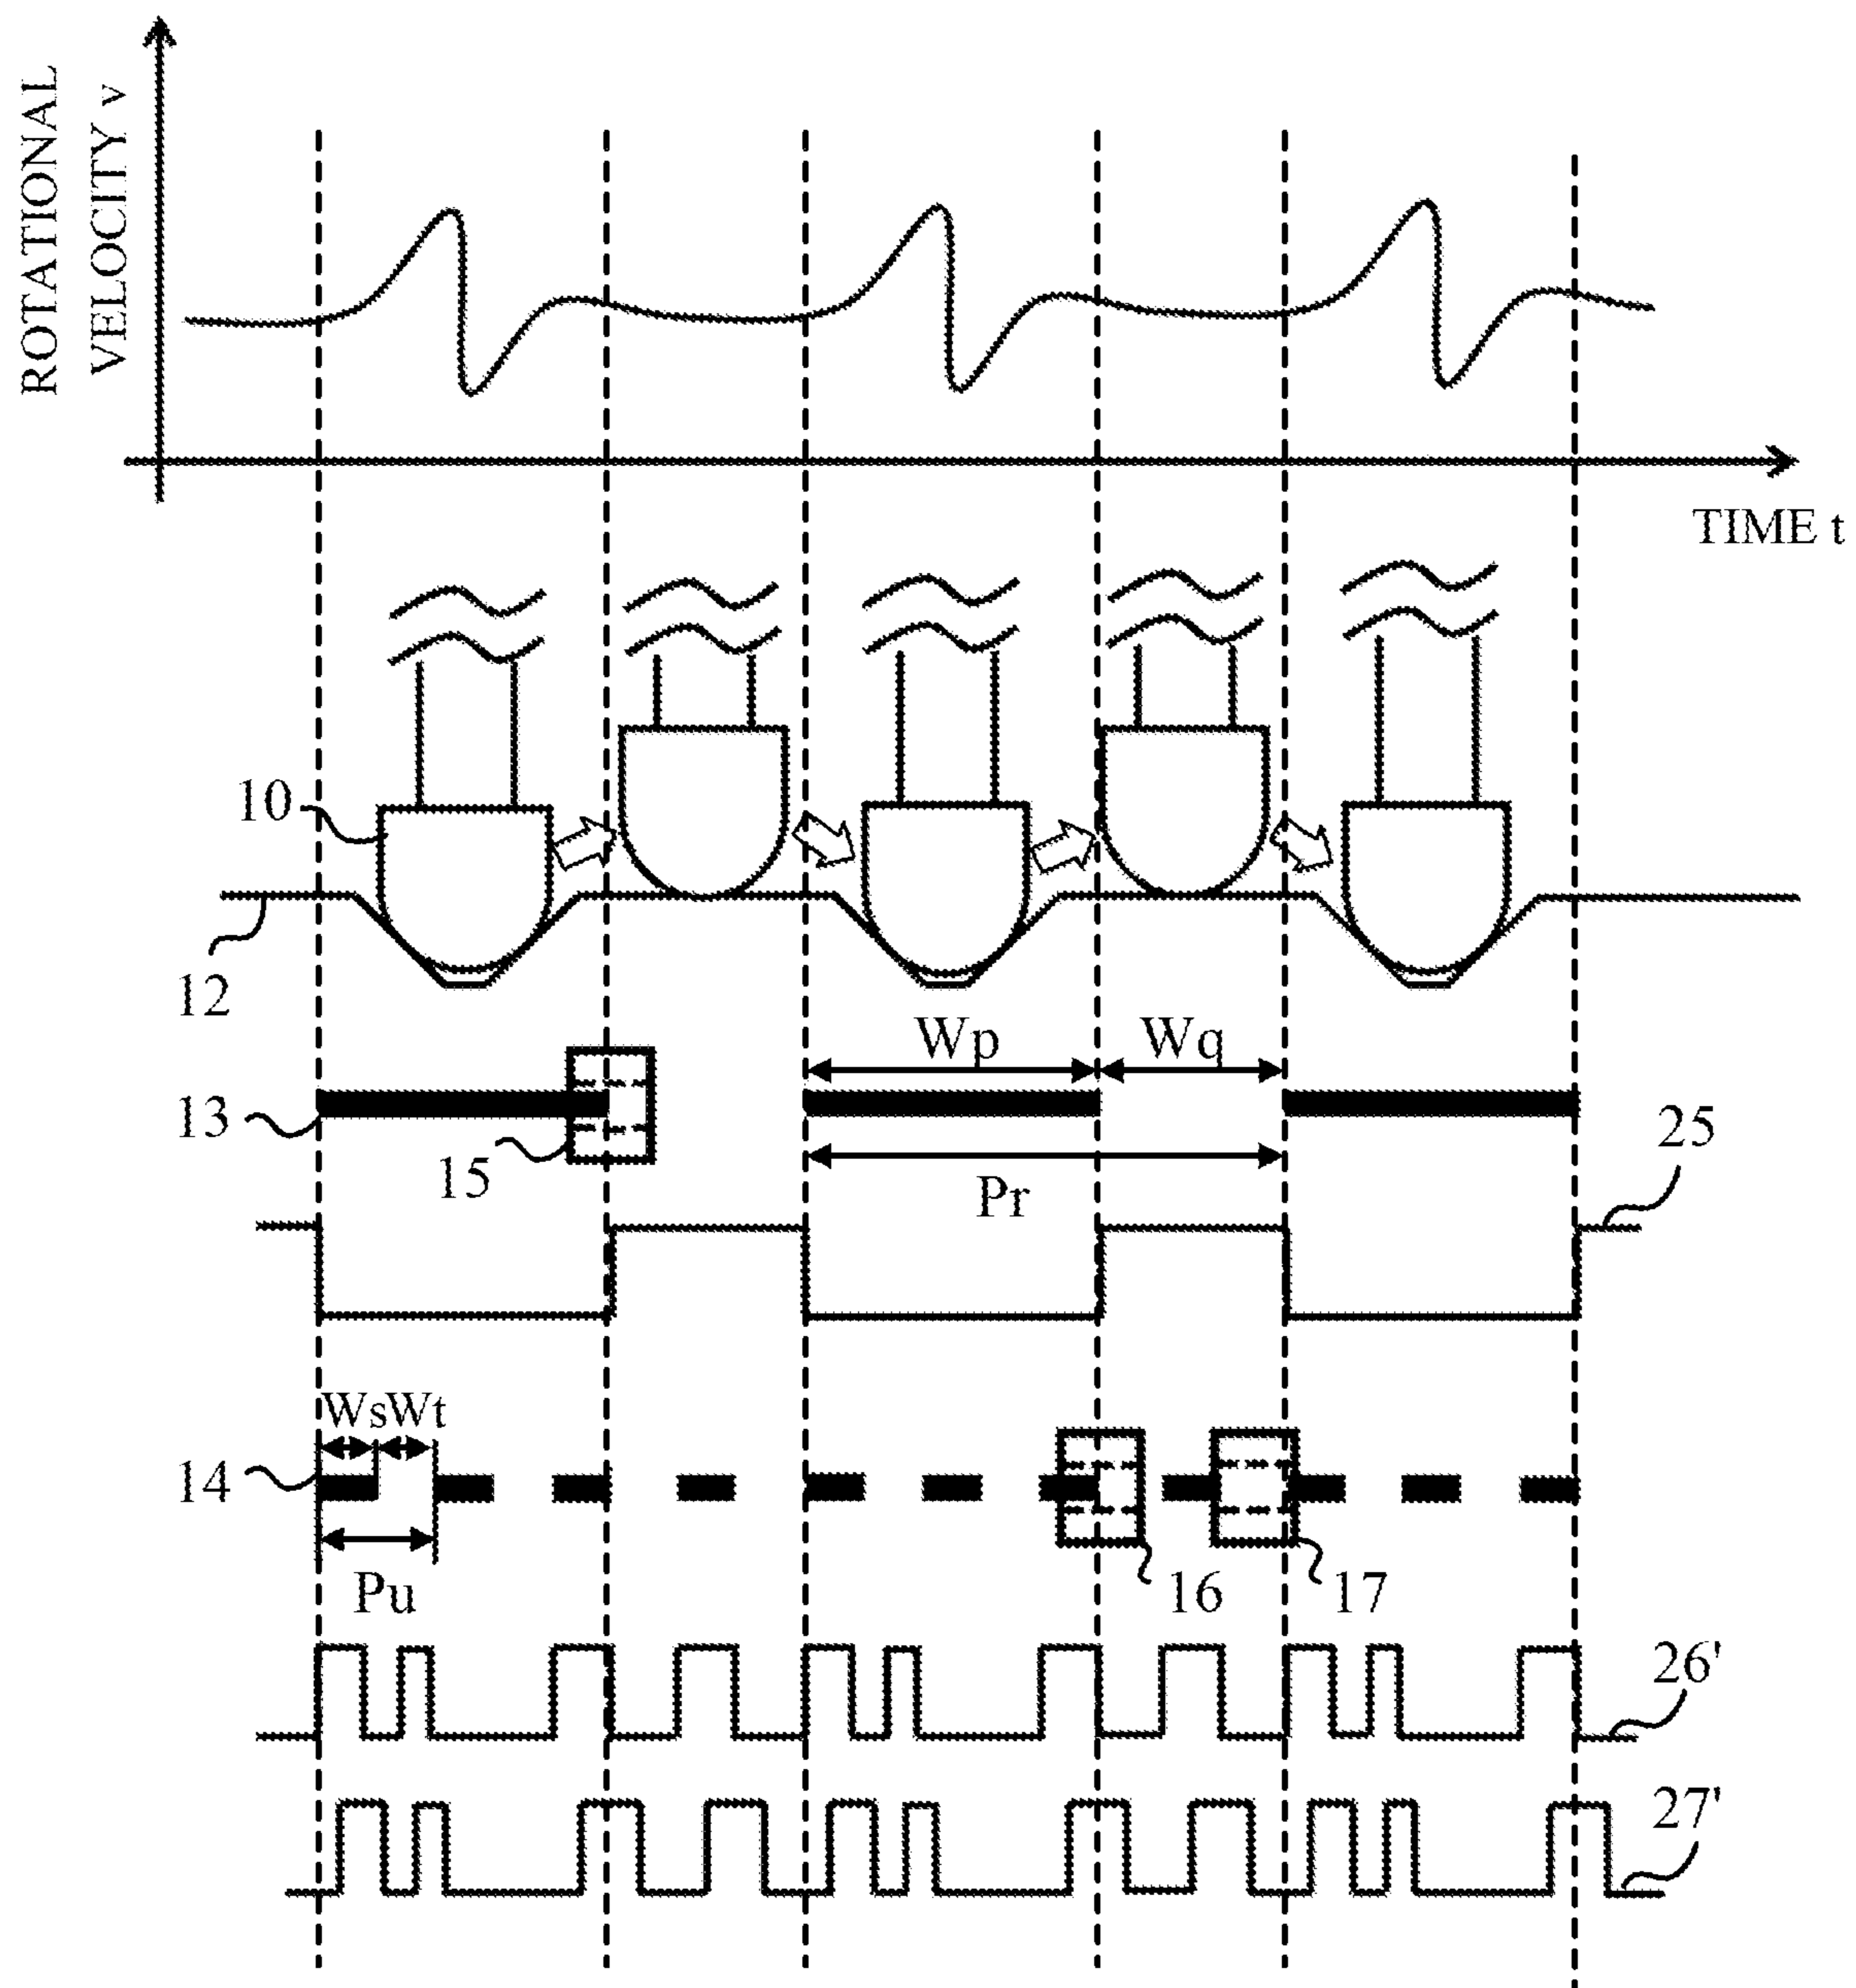 ROTATIONAL
VELOCITY v
TIME t
10
12
Wp
Wq
13
15
25
Pr
WsWt
14
Pu
16
17
26'
27'